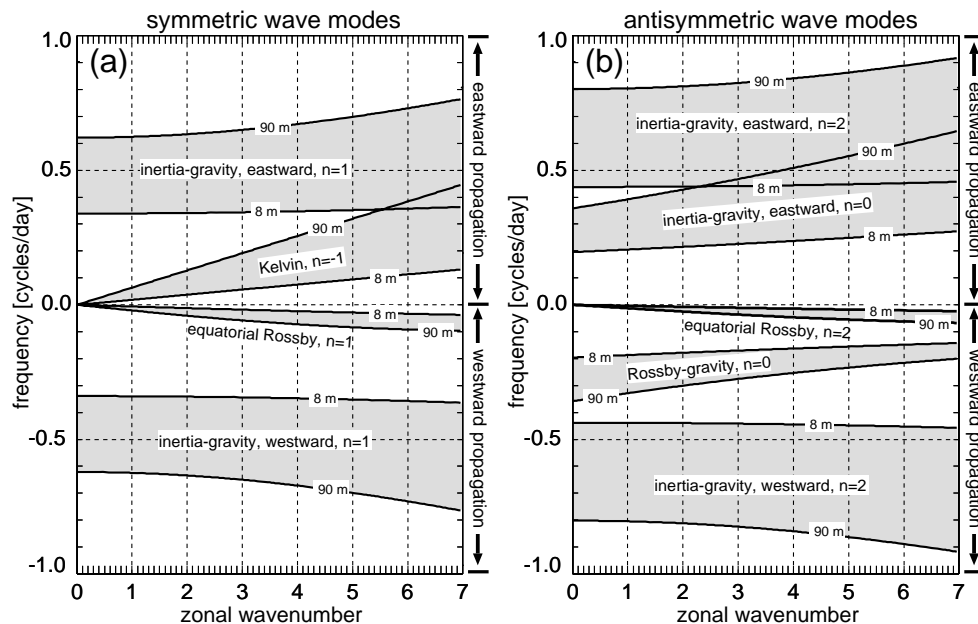 symmetric wave modes
(a)
frequency [cycles/day]
1.0
0.5
0.0
-0.5
-1.0
90 m
inertia-gravity, eastward, n=1
8 m
90 m
Kelvin, n=-1
8 m
8 m
equatorial Rossby, n=1
90 m
8 m
inertia-gravity, westward, n=1
90 m
0 1 2 3 4 5 6 7
zonal wavenumber
eastward propagation
westward propagation
antisymmetric wave modes
(b)
frequency [cycles/day]
1.0
0.5
0.0
-0.5
-1.0
90 m
inertia-gravity, eastward, n=2
90 m
8 m
inertia-gravity, eastward, n=0
8 m
8 m
equatorial Rossby, n=2
90 m
8 m
Rossby-gravity, n=0
90 m
8 m
inertia-gravity, westward, n=2
90 m
0 1 2 3 4 5 6 7
zonal wavenumber
eastward propagation
westward propagation